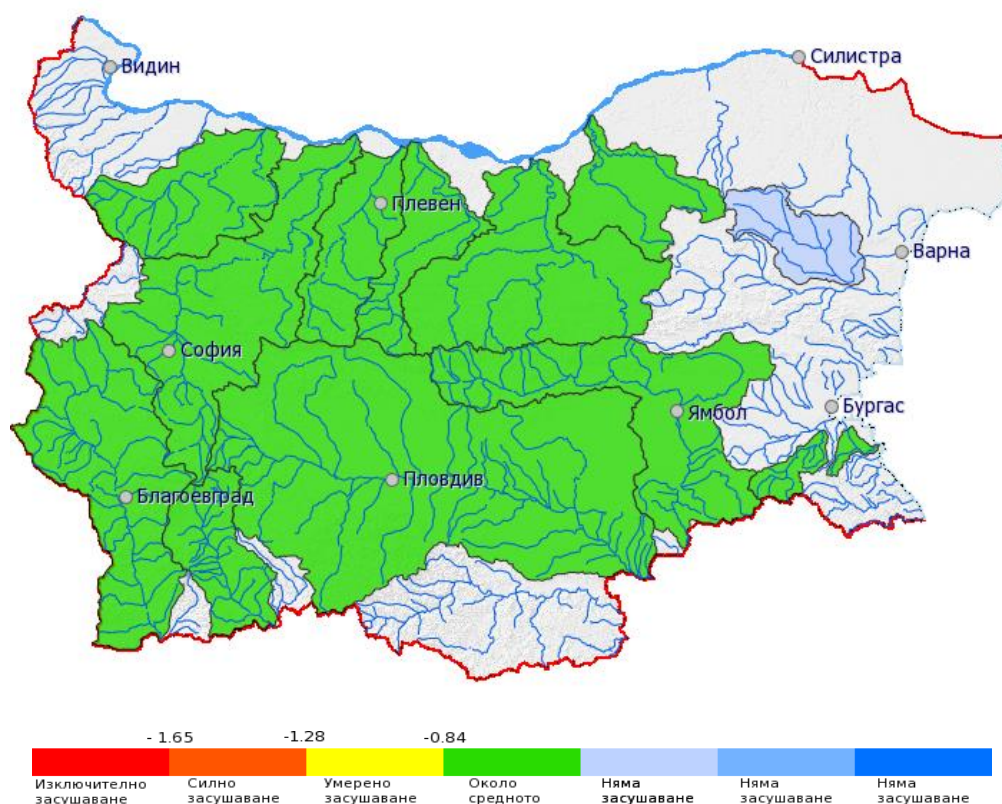 Силистра
Видин
Плевен
Варна
София
Ямбол
Бургас
Пловдив
Благоевград
- 1.65 -1.28 -0.84
Изключително Силно Умерено Около Няма Няма Няма
засушаване засушаване засушаване средното засушаване засушаване засушаване